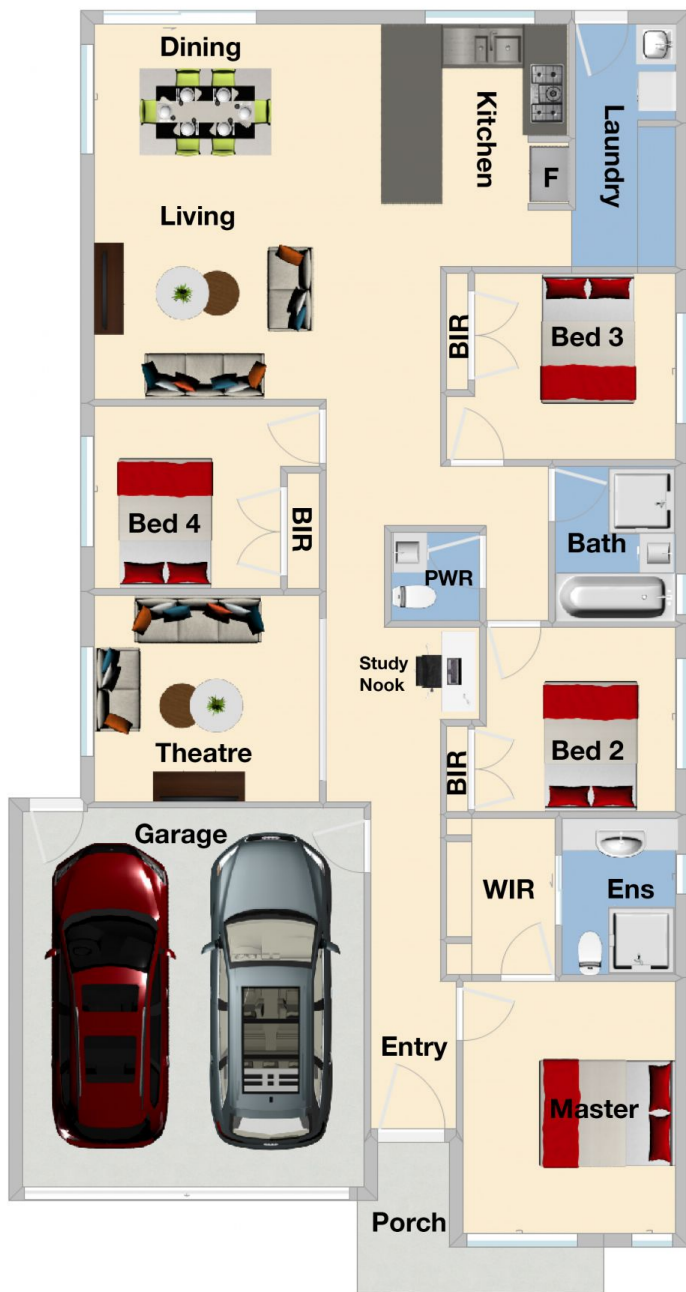 Dining
Kitchen
Laundry
F
Living
BIR
Bed 3
Bed 4
BIR
Bath
PWR
Study
Nook
Theatre
BIR
Bed 2
Garage
WIR
Ens
Entry
Master
Porch